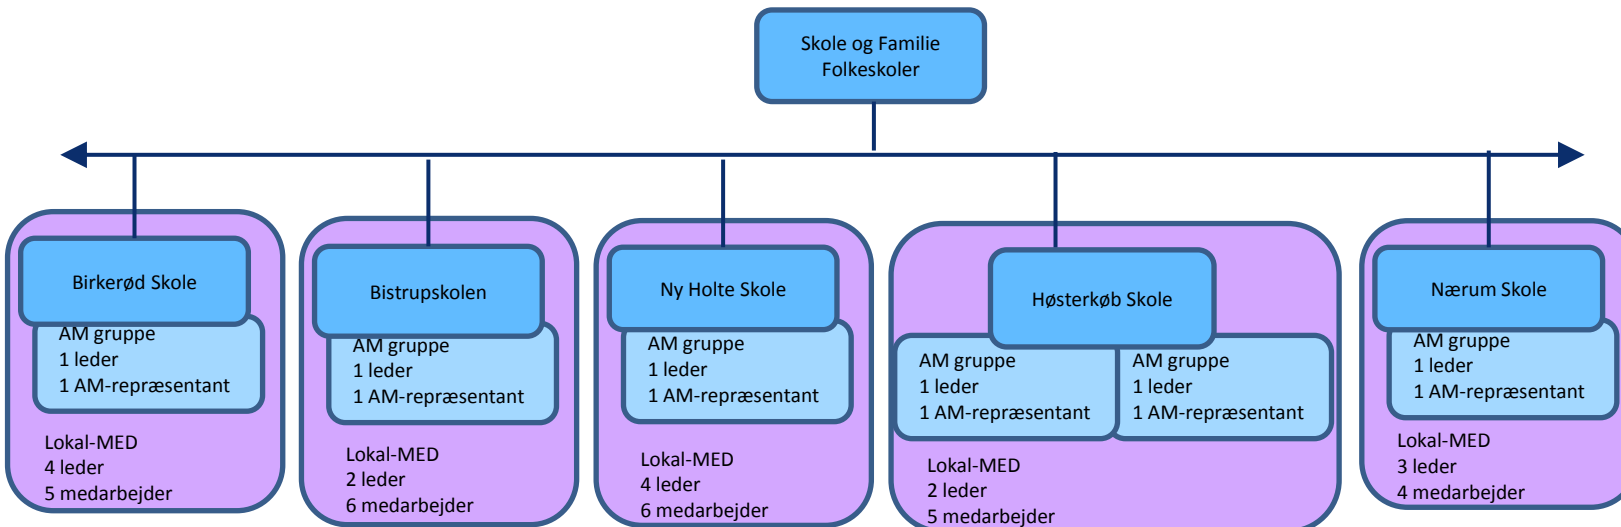 Skole og Familie
Folkeskoler
Birkerød Skole
AM gruppe
1 leder
1 AM-repræsentant
Lokal-MED
4 leder
5 medarbejder
Bistrupskolen
AM gruppe
1 leder
1 AM-repræsentant
Lokal-MED
2 leder
6 medarbejder
Ny Holte Skole
AM gruppe
1 leder
1 AM-repræsentant
Lokal-MED
4 leder
6 medarbejder
Høsterkøb Skole
AM gruppe
1 leder
1 AM-repræsentant
AM gruppe
1 leder
1 AM-repræsentant
Lokal-MED
2 leder
5 medarbejder
Nærum Skole
AM gruppe
1 leder
1 AM-repræsentant
Lokal-MED
3 leder
4 medarbejder